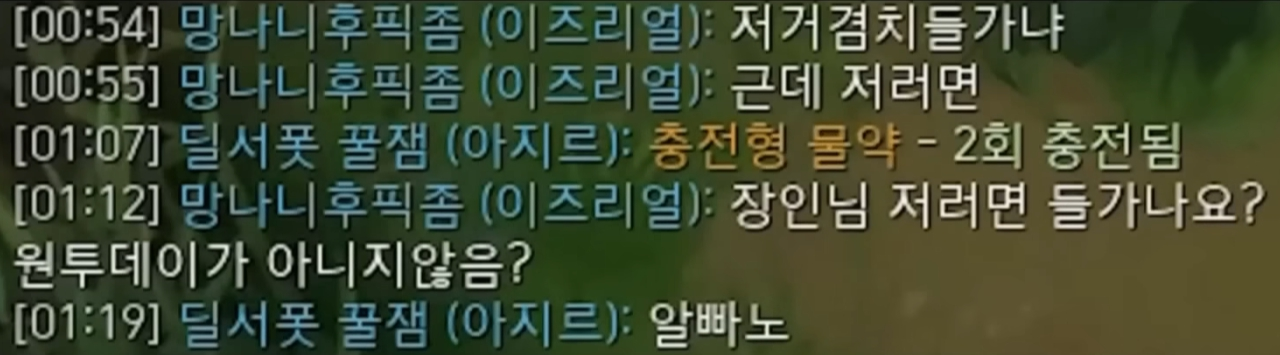 [00:54] 망나니후픽좀 (이즈리얼): 저거겸치들가냐
[00:55] 망나니후픽좀 (이즈리얼): 근데 저러면
[01:07] 딜서폿 꿀잼 (아지르): 충전형 물약 - 2회 충전됨
[01:12] 망나니후픽좀 (이즈리얼): 장인님 저러면 들가나요?
원투데이가 아니지않음?
[01:19] 딜서폿 꿀잼 (아지르): 알빠노